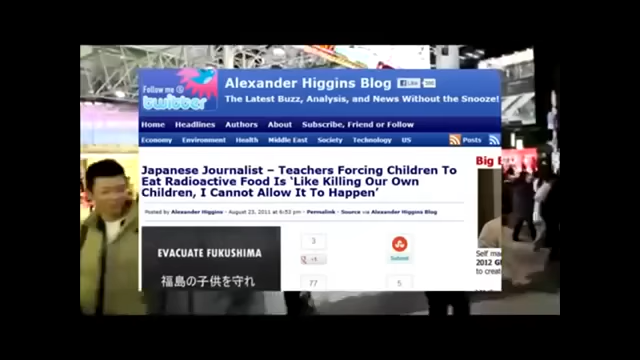 Follow me @
twitter
Alexander Higgins Blog
Like
The Latest Buzz, Analysis, and News Without the Snooze!
Home Headlines Authors About Subscribe, Friend or Follow
Economy Environment Health Middle East Society Technology US Posts
Japanese Journalist – Teachers Forcing Children To
Eat Radioactive Food Is ‘Like Killing Our Own
Children, I Cannot Allow It To Happen’
Big
Posted by Alexander Higgins - August 23, 2011 at 6:53 pm - Permalink - Source via Alexander Higgins Blog
EVACUATE FUKUSHIMA
福島の子供を守れ
3
+1
Submit
77
5
Self ma
2012 G
to creat